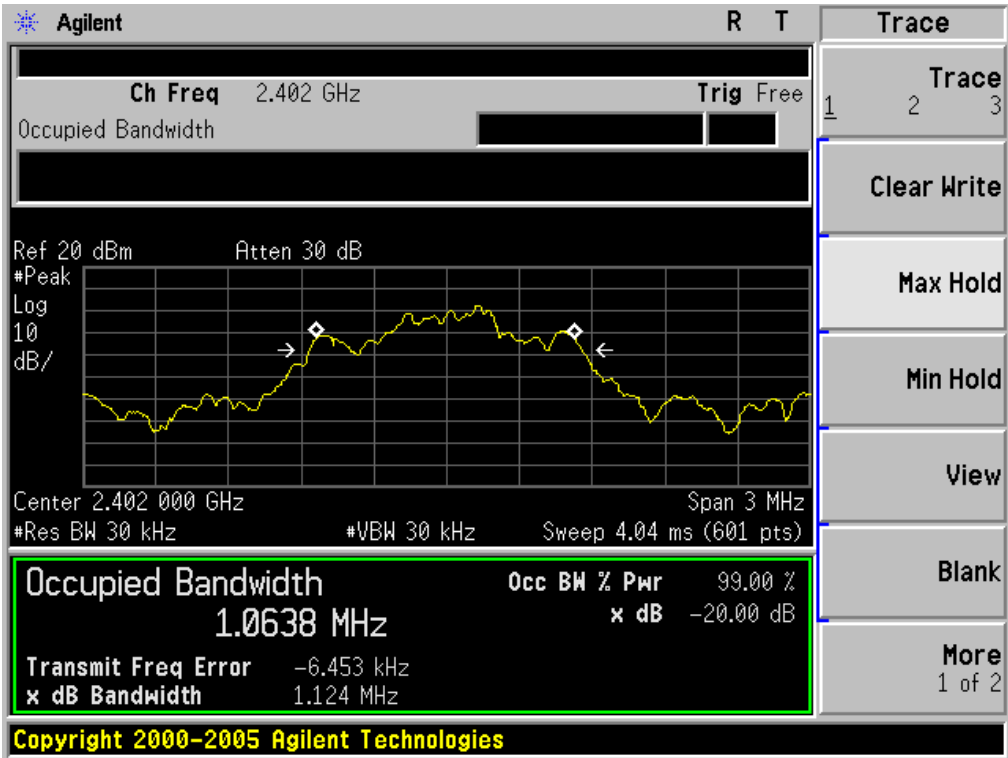 Agilent
R T
Trace
Ch Freq 2.402 GHz
Trig Free
Occupied Bandwidth
Trace
1 2 3
Clear Write
Max Hold
Min Hold
View
Blank
More
1 of 2
Ref 20 dBm
Atten 30 dB
#Peak
Log
10
dB/
Center 2.402 000 GHz
Span 3 MHz
#Res BW 30 kHz
#VBW 30 kHz
Sweep 4.04 ms (601 pts)
Occupied Bandwidth
1.0638 MHz
Occ BW % Pwr 99.00 %
x dB -20.00 dB
Transmit Freq Error -6.453 kHz
x dB Bandwidth 1.124 MHz
Copyright 2000-2005 Agilent Technologies